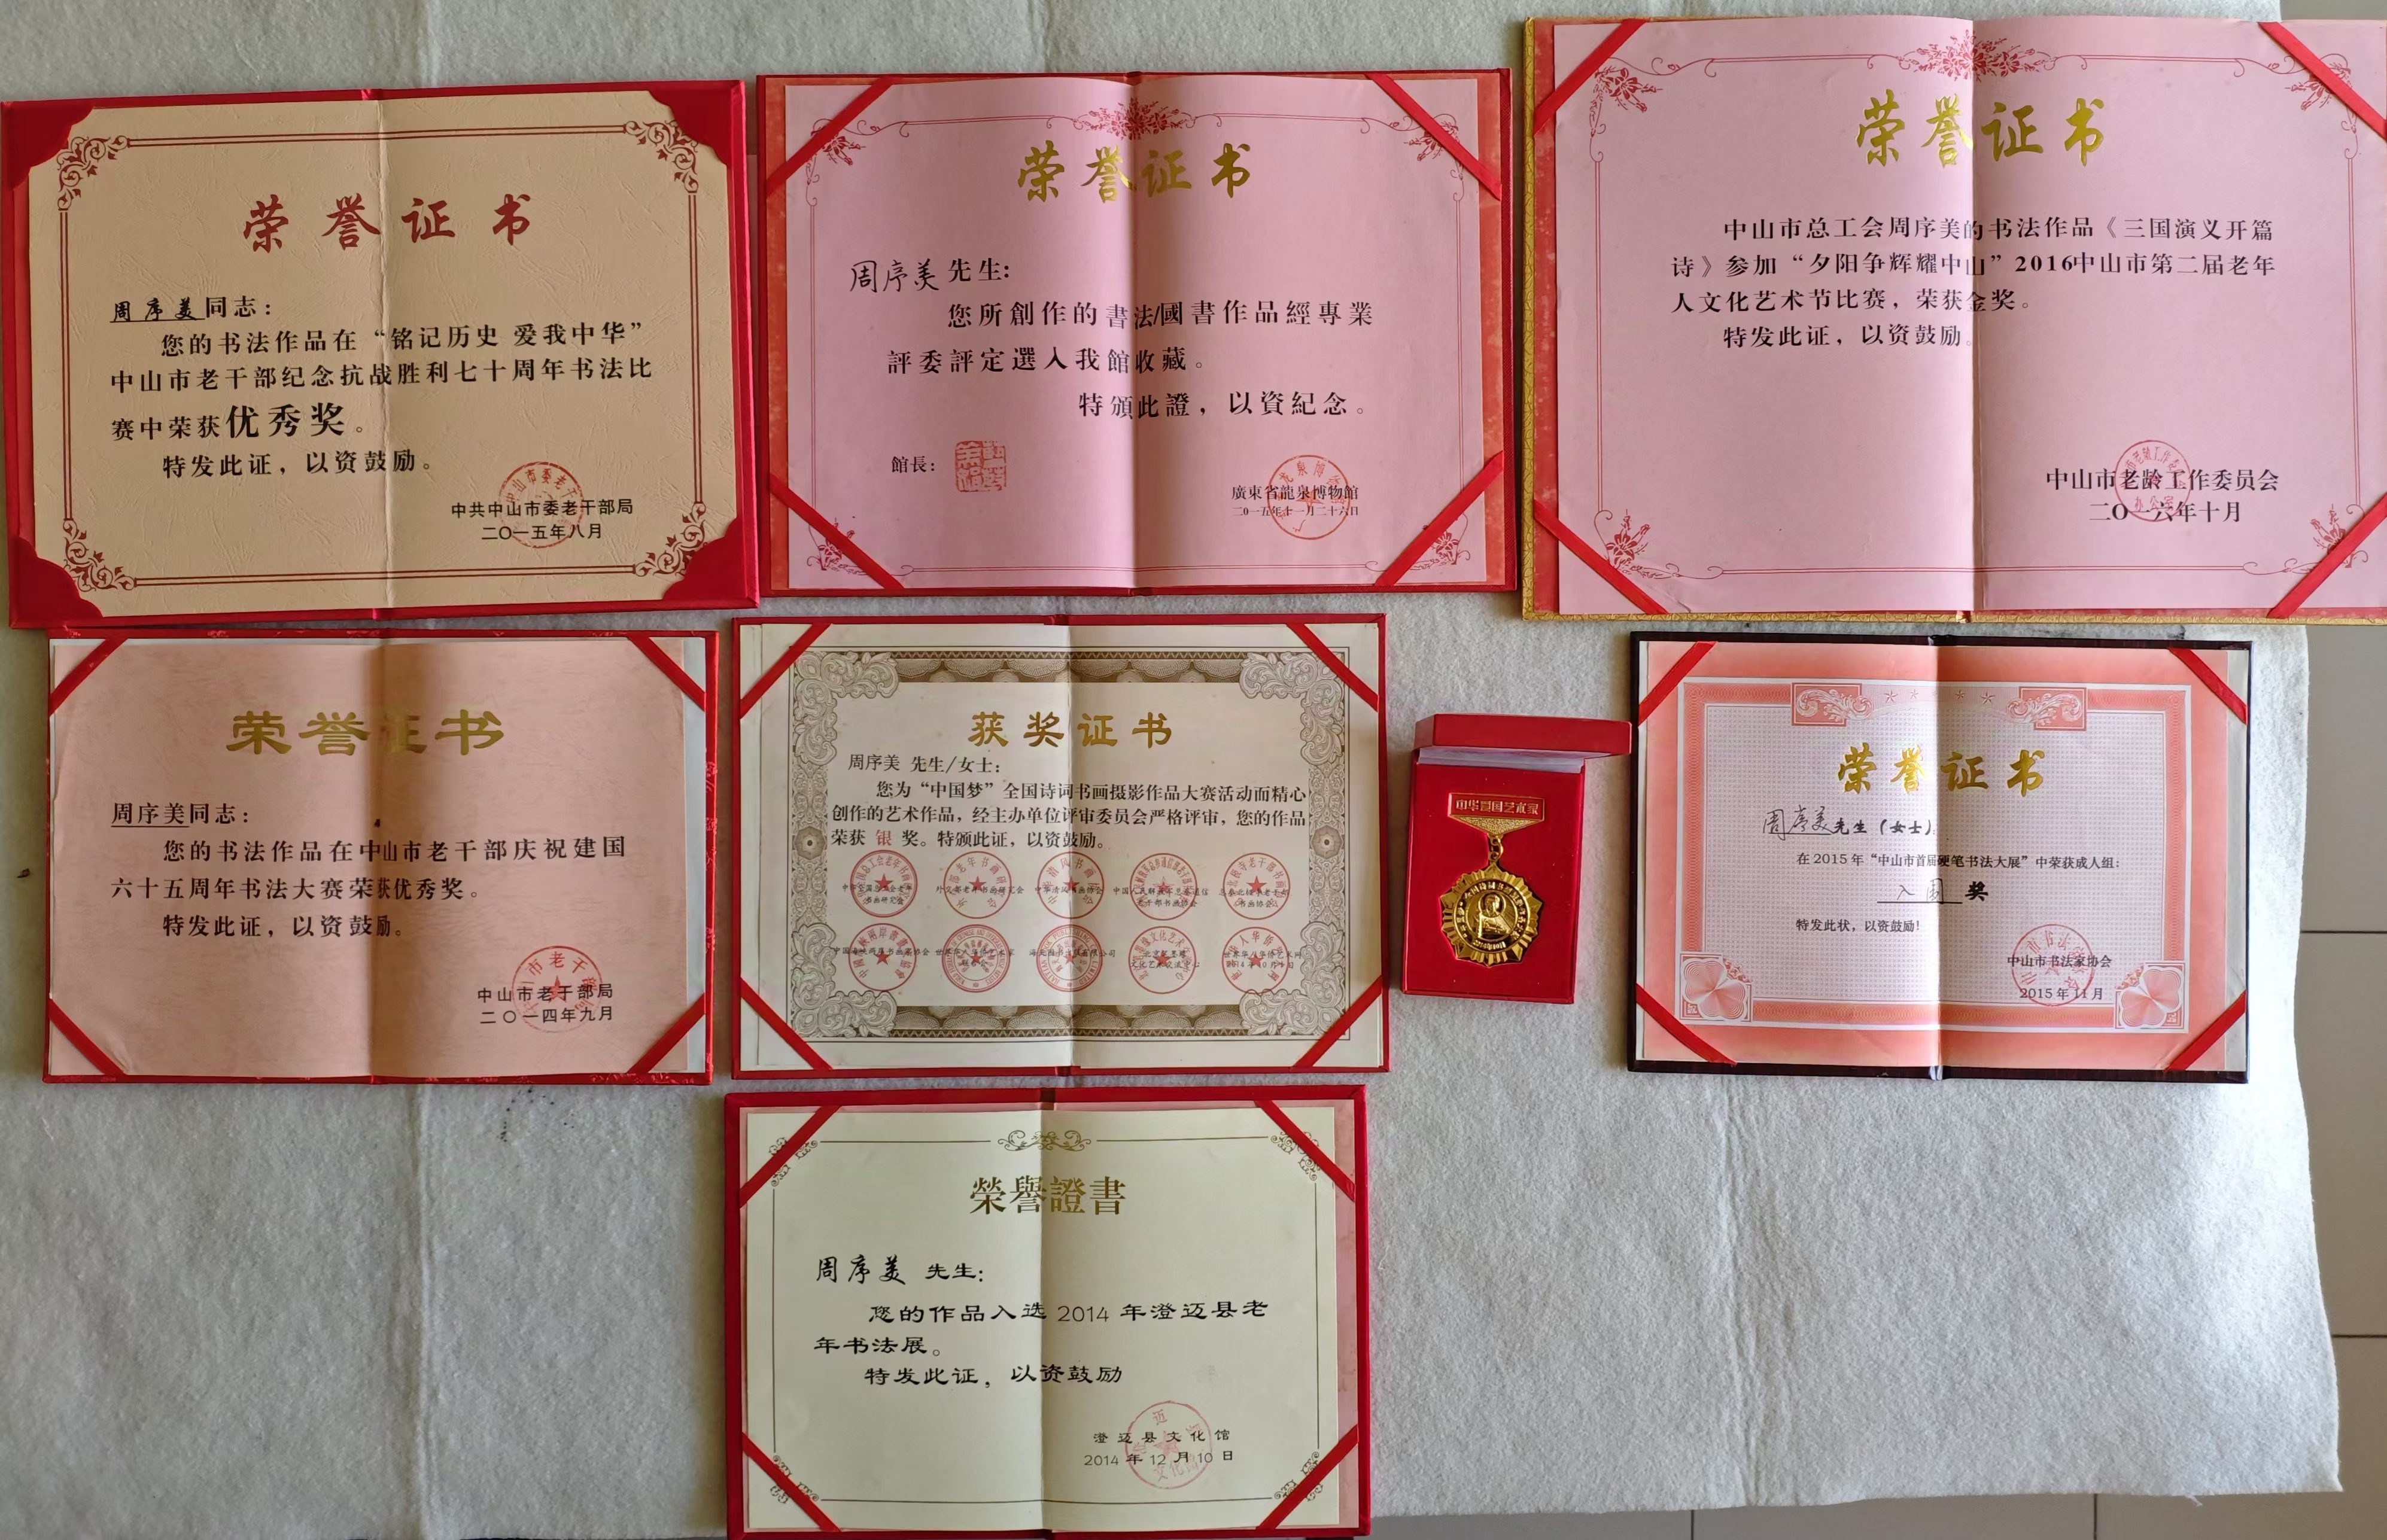 荣誉证书
周序美同志：
您的书法作品在“铭记历史 爱我中华”
中山市老干部纪念抗战胜利七十周年书法比
赛中荣获优秀奖。
特发此证，以资鼓励。
中共中山市委老干部局
二〇一五年八月
荣誉证书
周序美先生:
您所創作的書法/國書作品經專業
評委評定選入我館收藏。
特頒此證，以資紀念。
館長:
廣東省龍泉博物館
二〇一五年十一月二十六日
荣誉证书
中山市总工会周序美的书法作品《三国演义开篇
诗》参加“夕阳争辉耀中山”2016中山市第二届老年
人文化艺术节比赛，荣获金奖。
特发此证，以资鼓励。
中山市老龄工作委员会
二〇一六年十月
荣誉证书
周序美同志：
您的书法作品在中山市老干部庆祝建国
六十五周年书法大赛荣获优秀奖。
特发此证，以资鼓励。
中山市老干部局
二〇一四年九月
获奖证书
周序美 先生/女士：
您为“中国梦”全国诗词书画摄影作品大赛活动而精心
创作的艺术作品，经主办单位评审委员会严格评审，您的作品
荣获 银 奖。特颁此证，以资鼓励。
中华爱国艺术家
荣誉证书
周序美先生（女士）：
在2015年“中山市首届硬笔书法大展”中荣获成人组：
入围 奖
特发此状，以资鼓励！
中山市书法家协会
2015年11月
榮譽證書
周序美 先生:
您的作品入选 2014 年澄迈县老
年书法展。
特发此证，以资鼓励
澄迈县文化馆
2014 年 12 月 10 日